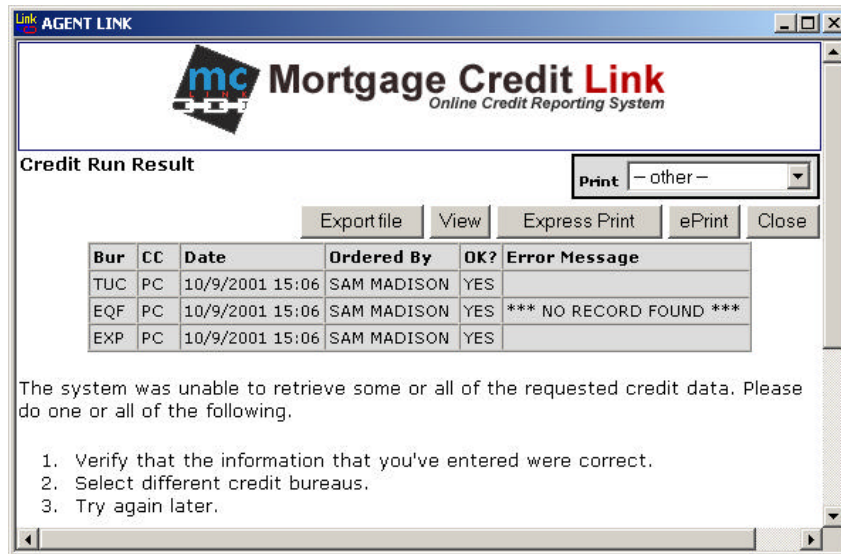 Link AGENT LINK
mc Mortgage Credit Link
LINK Online Credit Reporting System
Credit Run Result
Print – other –
Export file View Express Print ePrint Close
Bur CC Date Ordered By OK? Error Message
TUC PC 10/9/2001 15:06 SAM MADISON YES
EQF PC 10/9/2001 15:06 SAM MADISON YES *** NO RECORD FOUND ***
EXP PC 10/9/2001 15:06 SAM MADISON YES
The system was unable to retrieve some or all of the requested credit data. Please
do one or all of the following.
1. Verify that the information that you've entered were correct.
2. Select different credit bureaus.
3. Try again later.